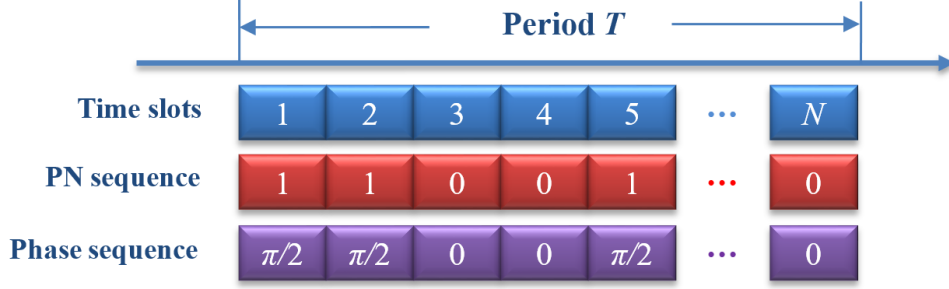 Period T
Time slots 1 2 3 4 5 ... N
PN sequence 1 1 0 0 1 ... 0
Phase sequence π/2 π/2 0 0 π/2 ... 0